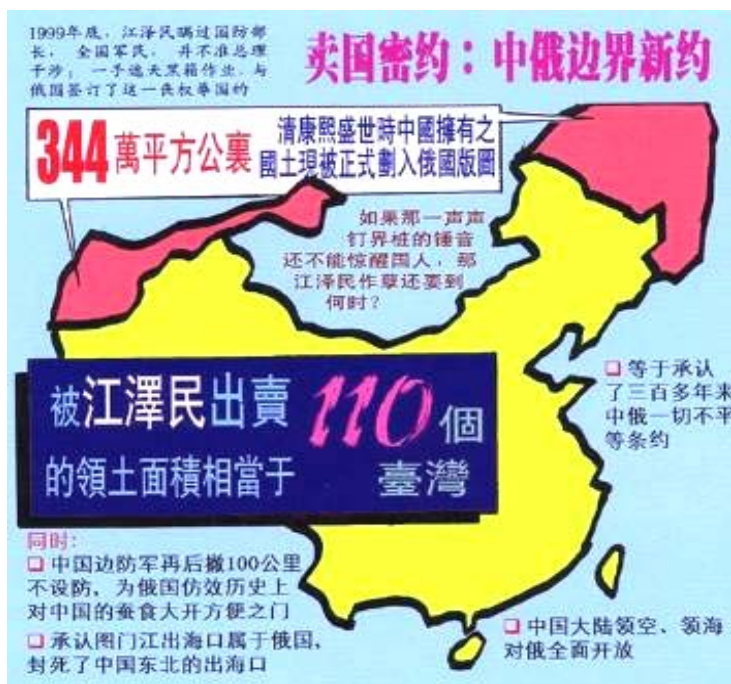 1999年底，江泽民瞒过国防部
长，全国军民，并不准总理
干涉；一手遮天黑箱作业，与
俄国签订了这一丧权辱国的
卖国密约：中俄边界新约
344萬平方公裏
清康熙盛世時中國擁有之
國土現被正式劃入俄國版圖
如果那一声声
钉界桩的锤音
还不能惊醒国人，那
江泽民作孽还要到
何时？
被江澤民出賣
的領土面積相當于
110個
臺灣
□ 等于承认
了三百多年来
中俄一切不平
等条约
同时：
□ 中国边防军再后撤100公里
不设防，为俄国仿效历史上
对中国的蚕食大开方便之门
□ 承认图门江出海口属于俄国，
封死了中国东北的出海口
□ 中国大陆领空、领海
对俄全面开放